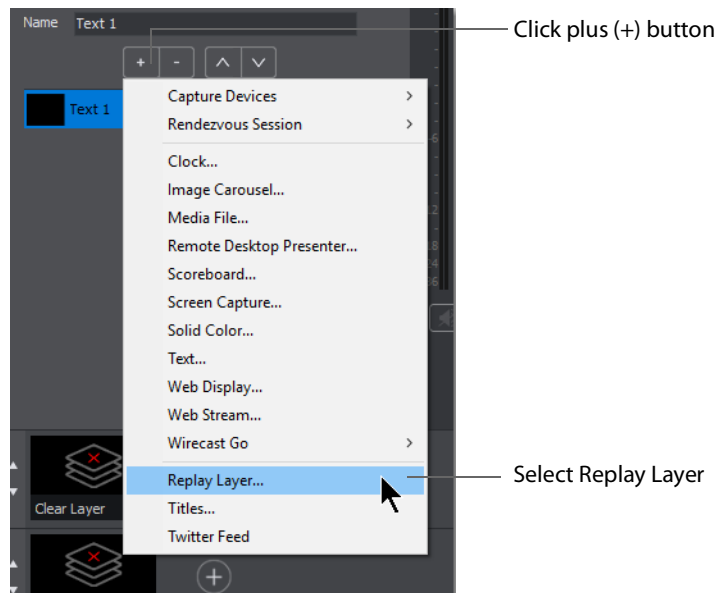 Name Text 1
Click plus (+) button
+ -
Text 1
Capture Devices
Rendezvous Session
Clock...
Image Carousel...
Media File...
Remote Desktop Presenter...
Scoreboard...
Screen Capture...
Solid Color...
Text...
Web Display...
Web Stream...
Wirecast Go
Replay Layer...
Select Replay Layer
Titles...
Clear Layer
Twitter Feed